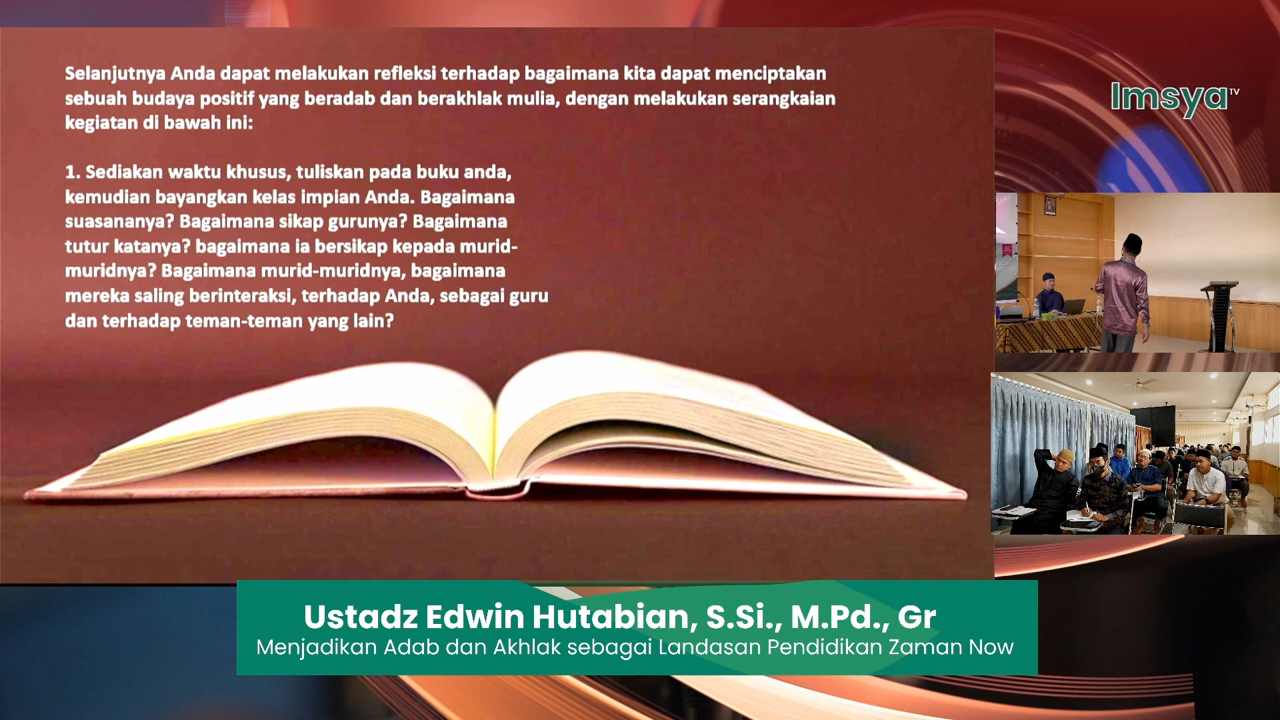 Selanjutnya Anda dapat melakukan refleksi terhadap bagaimana kita dapat menciptakan
sebuah budaya positif yang beradab dan berakhlak mulia, dengan melakukan serangkaian
kegiatan di bawah ini:
1. Sediakan waktu khusus, tuliskan pada buku anda,
kemudian bayangkan kelas impian Anda. Bagaimana
suasananya? Bagaimana sikap gurunya? Bagaimana
tutur katanya? bagaimana ia bersikap kepada murid-
muridnya? Bagaimana murid-muridnya, bagaimana
mereka saling berinteraksi, terhadap Anda, sebagai guru
dan terhadap teman-teman yang lain?
Imsya TV
Ustadz Edwin Hutabian, S.Si., M.Pd., Gr
Menjadikan Adab dan Akhlak sebagai Landasan Pendidikan Zaman Now